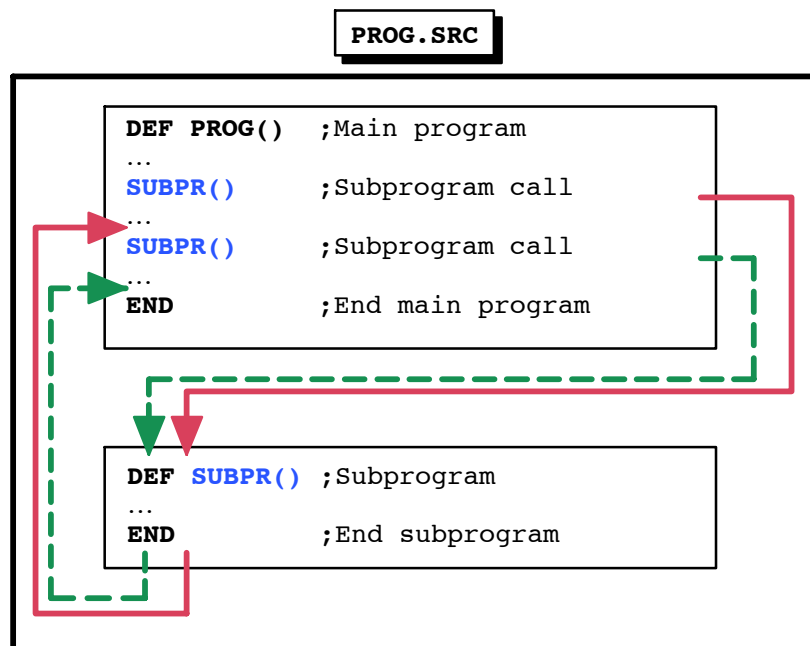 PROG.SRC
DEF PROG() ;Main program
...
SUBPR() ;Subprogram call
...
SUBPR() ;Subprogram call
...
END ;End main program
DEF SUBPR() ;Subprogram
...
END ;End subprogram